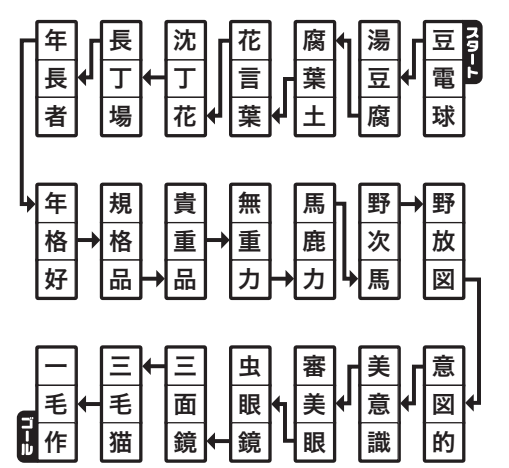 スタート
豆電球
湯豆腐
腐葉土
花言葉
沈丁花
長丁場
年長者
年格好
規格品
貴重品
無重力
馬鹿力
野次馬
野放図
意図的
美意識
審美眼
虫眼鏡
三面鏡
三毛猫
一毛作
ゴール